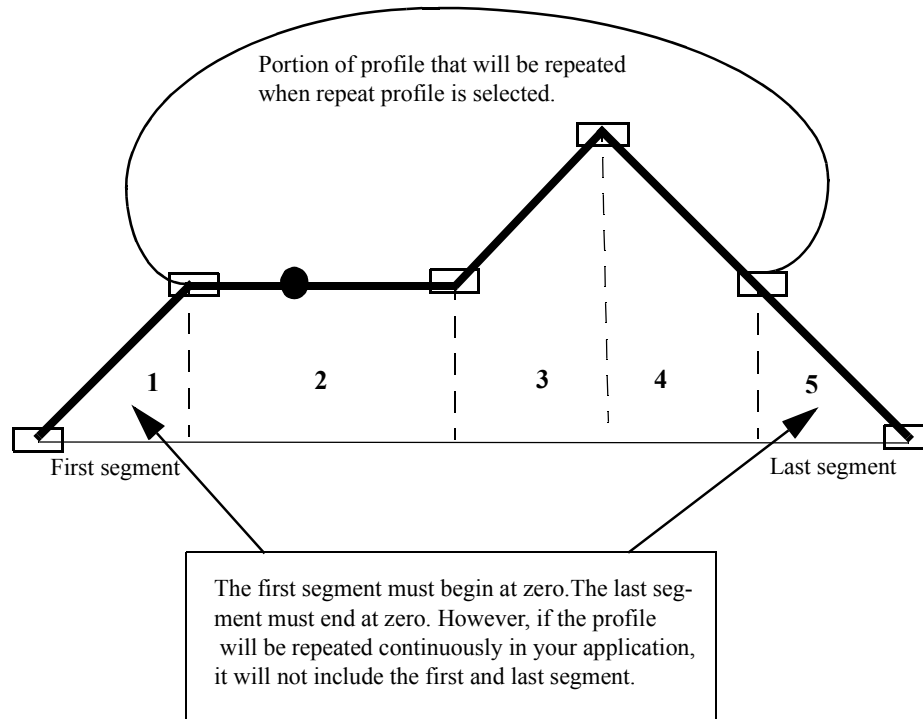 Portion of profile that will be repeated
when repeat profile is selected.
1
2
3
4
5
First segment
Last segment
The first segment must begin at zero.The last seg-
ment must end at zero. However, if the profile
will be repeated continuously in your application,
it will not include the first and last segment.